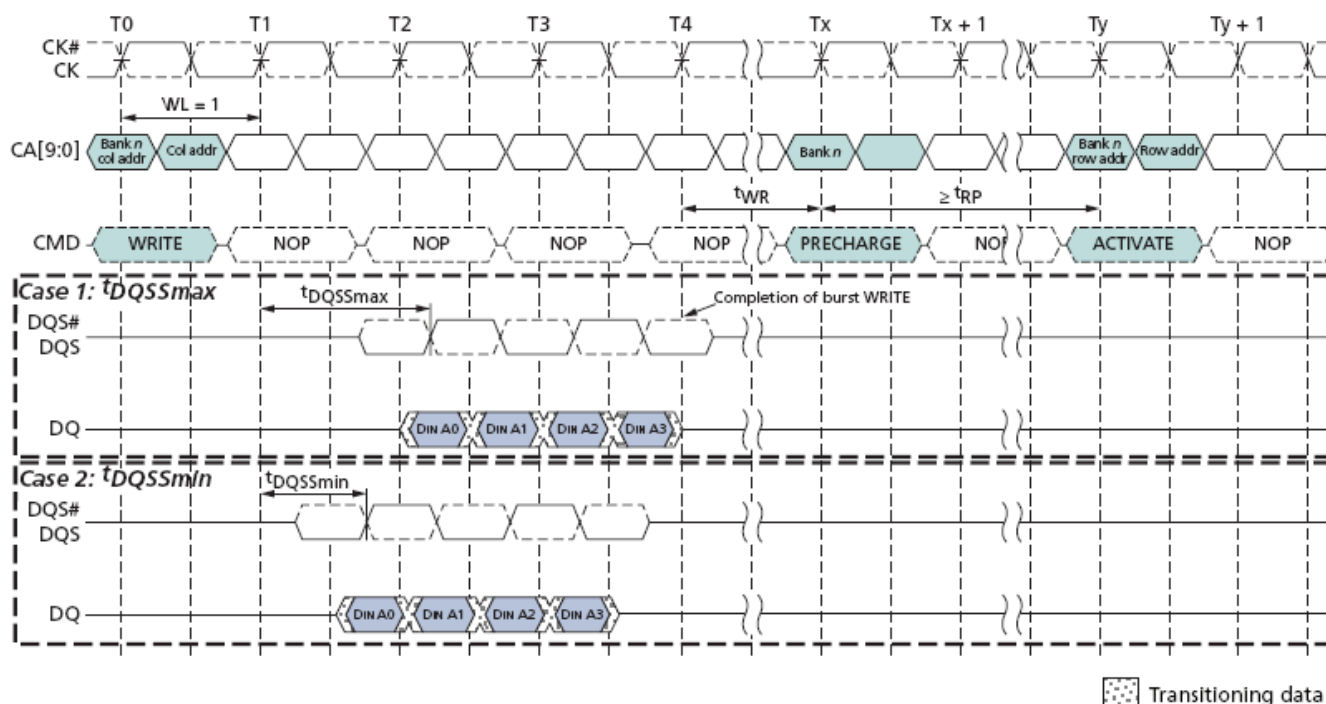 T0 T1 T2 T3 T4 Tx Tx + 1 Ty Ty + 1
CK#
CK
WL = 1
CA[9:0]
Bank n
col addr
Col addr
Bank n
Bank n
row addr
Row addr
tWR
≥ tRP
CMD
WRITE NOP NOP NOP NOP PRECHARGE NOP ACTIVATE NOP
Case 1: tDQSSmax
tDQSSmax
Completion of burst WRITE
DQS#
DQS
DQ
DIN A0 DIN A1 DIN A2 DIN A3
Case 2: tDQSSmin
tDQSSmin
DQS#
DQS
DQ
DIN A0 DIN A1 DIN A2 DIN A3
Transitioning data